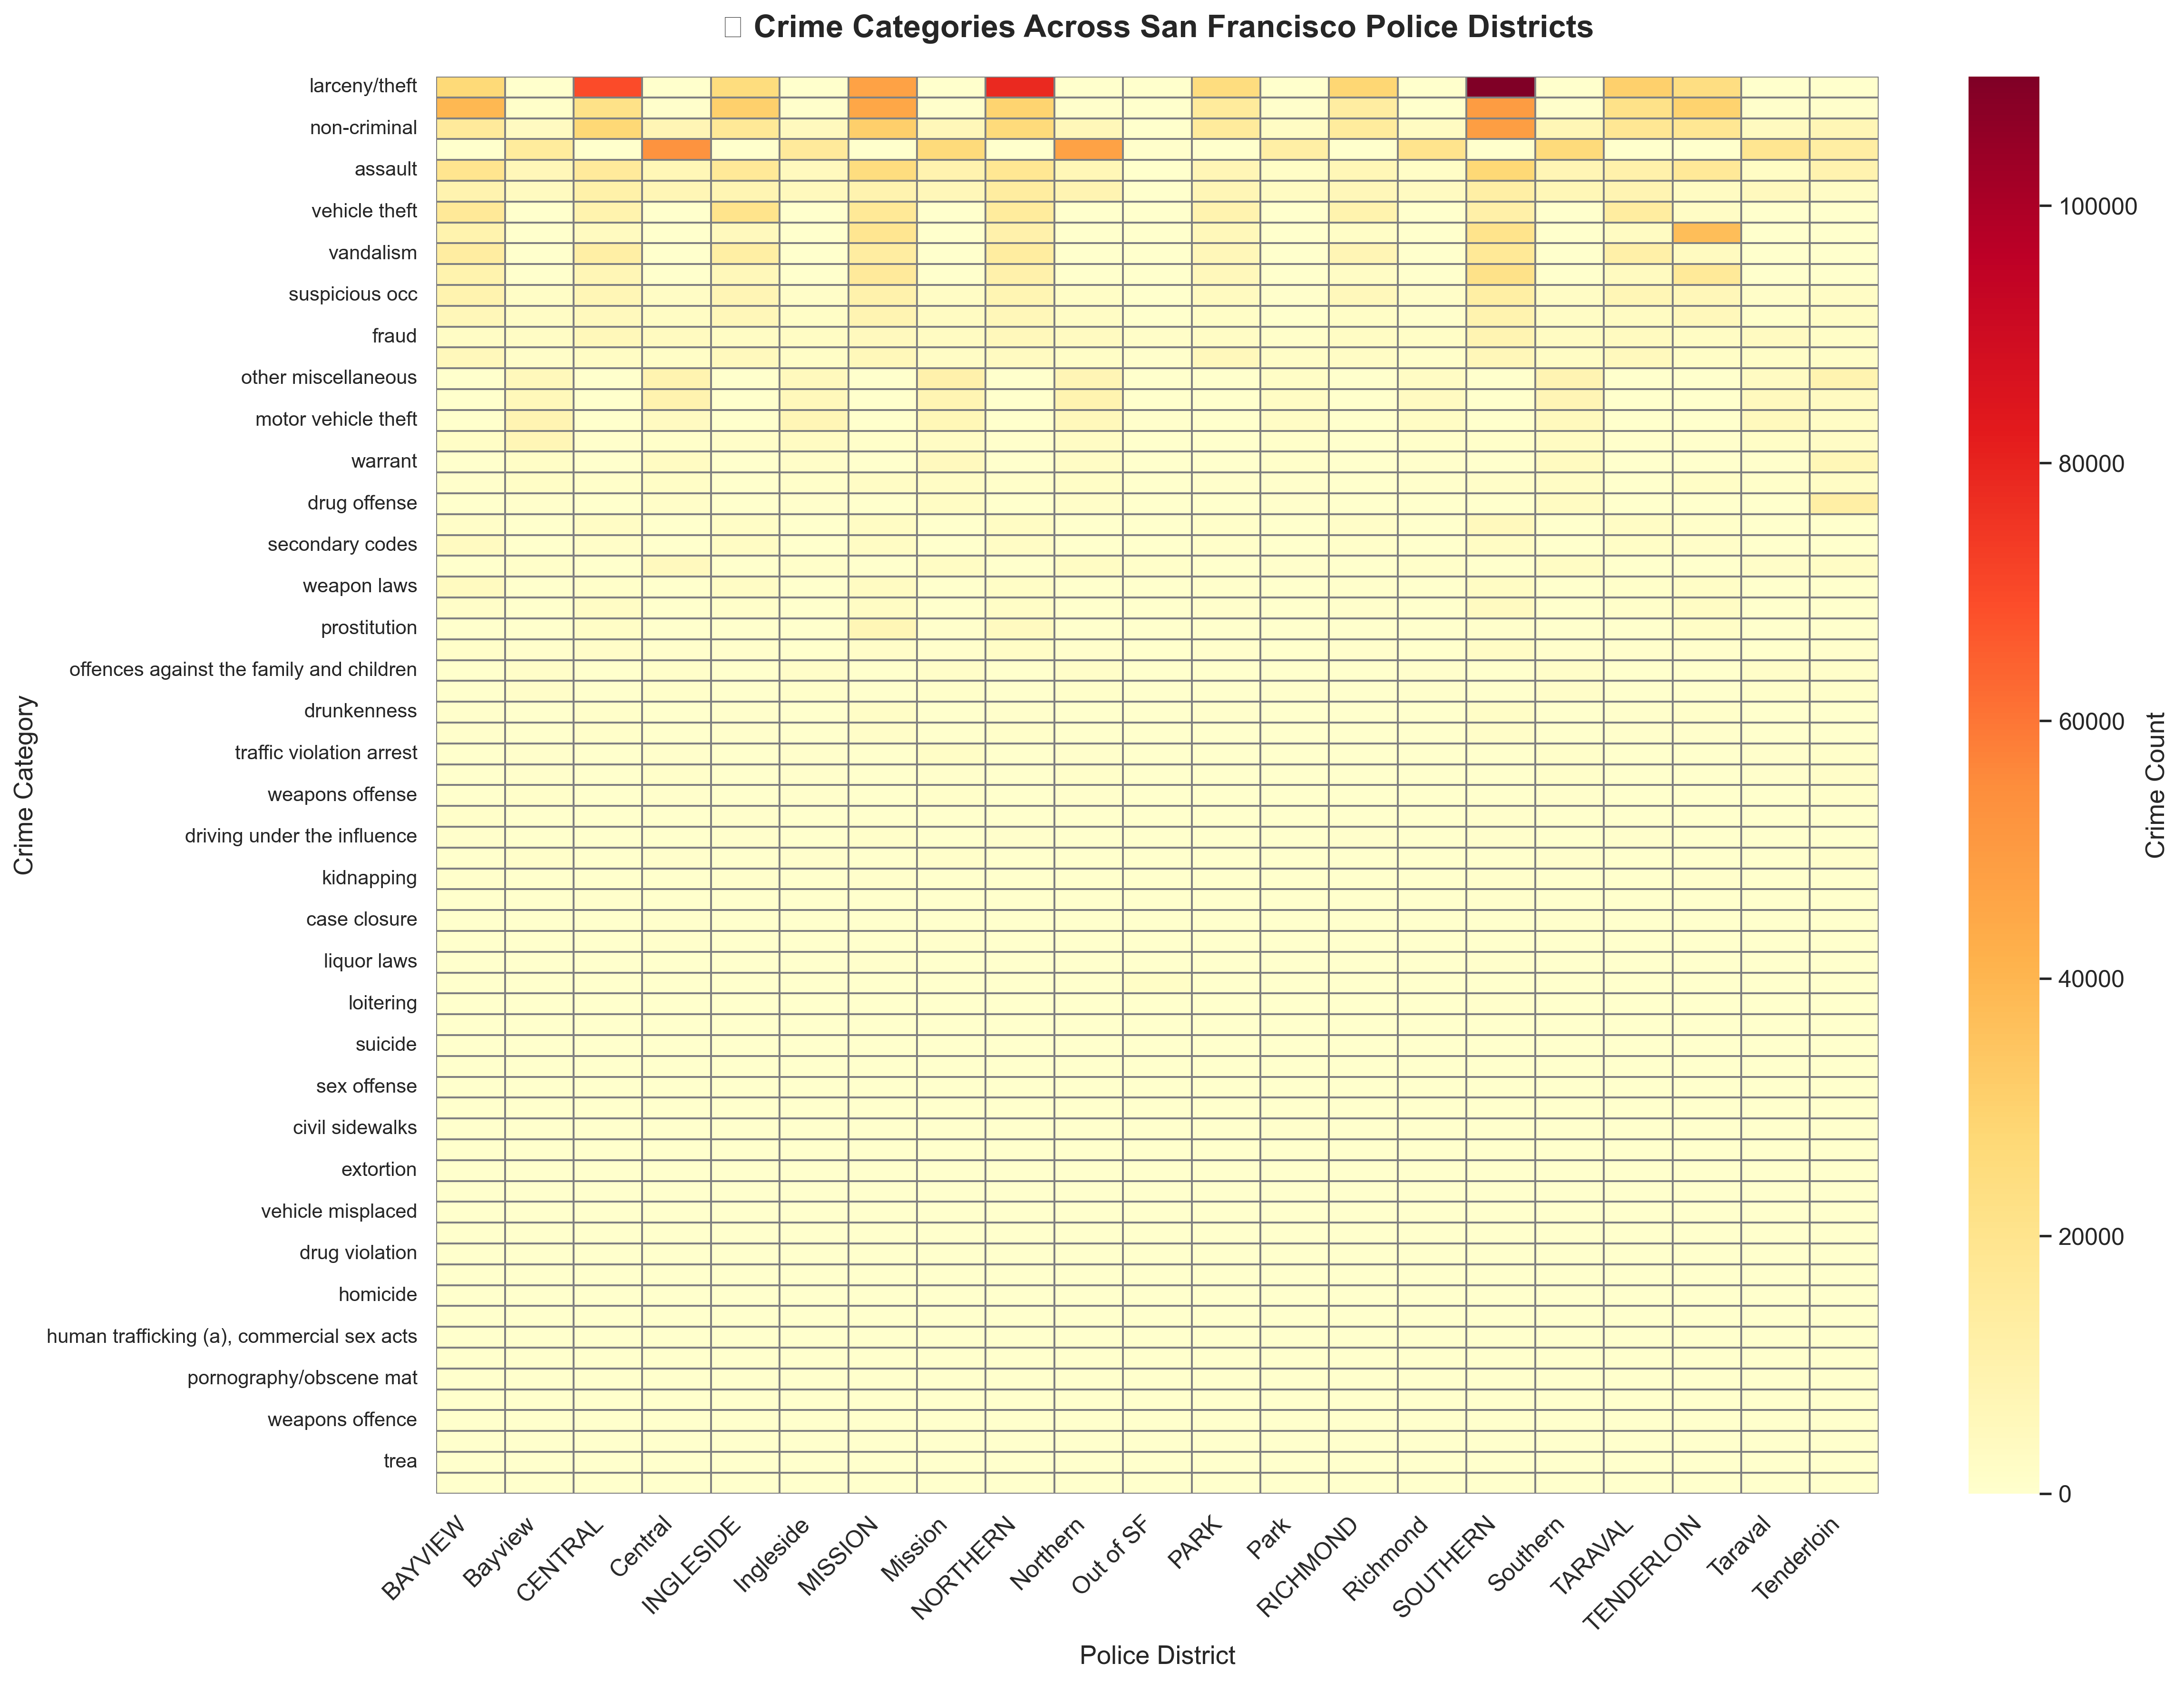 ▯ Crime Categories Across San Francisco Police Districts
larceny/theft
non-criminal
assault
vehicle theft
vandalism
suspicious occ
fraud
other miscellaneous
motor vehicle theft
warrant
drug offense
secondary codes
weapon laws
prostitution
offences against the family and children
drunkenness
traffic violation arrest
weapons offense
driving under the influence
kidnapping
case closure
liquor laws
loitering
suicide
sex offense
civil sidewalks
extortion
vehicle misplaced
drug violation
homicide
human trafficking (a), commercial sex acts
pornography/obscene mat
weapons offence
trea
Crime Category
BAYVIEW
Bayview
CENTRAL
Central
INGLESIDE
Ingleside
MISSION
Mission
NORTHERN
Northern
Out of SF
PARK
Park
RICHMOND
Richmond
SOUTHERN
Southern
TARAVAL
TENDERLOIN
Taraval
Tenderloin
Police District
100000
80000
60000
40000
20000
0
Crime Count